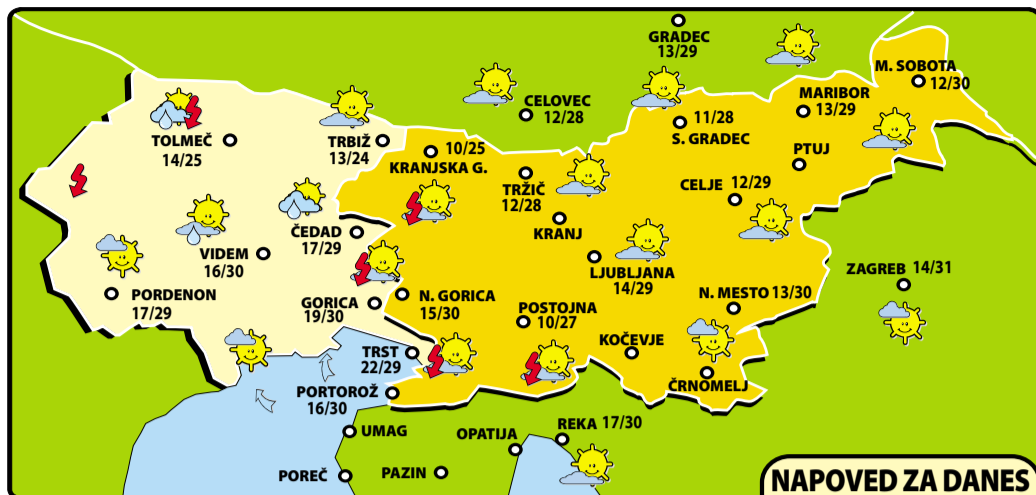 GRADEC
13/29
M. SOBOTA
12/30
MARIBOR
13/29
CELOVEC
12/28
11/28
S. GRADEC
TOLMEČ
14/25
TRBIŽ
13/24
10/25
KRANJSKA G.
PTUJ
TRŽIČ
12/28
CELJE 12/29
ČEDAD
17/29
KRANJ
VIDEM
16/30
LJUBLJANA
14/29
ZAGREB 14/31
PORDENON
17/29
GORICA
19/30
N. GORICA
15/30
N. MESTO 13/30
POSTOJNA
10/27
KOČEVJE
TRST
22/29
ČRNOMELJ
PORTOROŽ
16/30
UMAG
OPATIJA
REKA 17/30
POREČ
PAZIN
NAPOVED ZA DANES